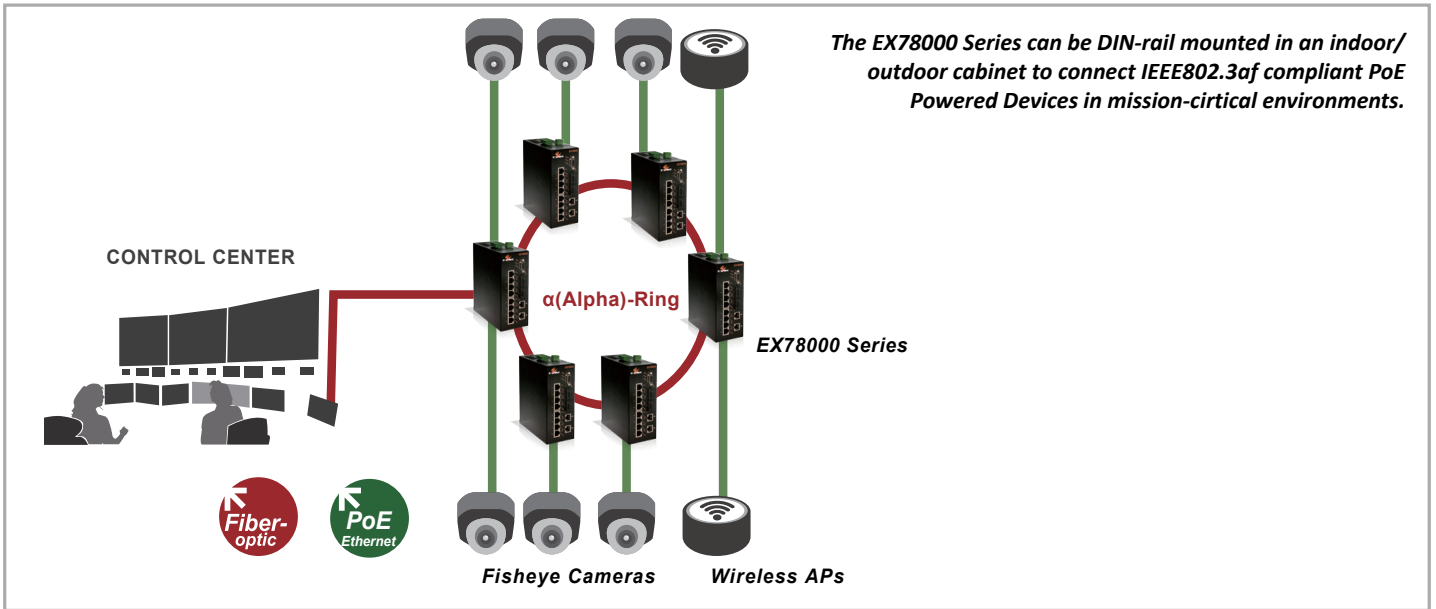 The EX78000 Series can be DIN-rail mounted in an indoor/
outdoor cabinet to connect IEEE802.3af compliant PoE
Powered Devices in mission-cirtical environments.
CONTROL CENTER
α(Alpha)-Ring
EX78000 Series
Fiber-
optic
PoE
Ethernet
Fisheye Cameras
Wireless APs